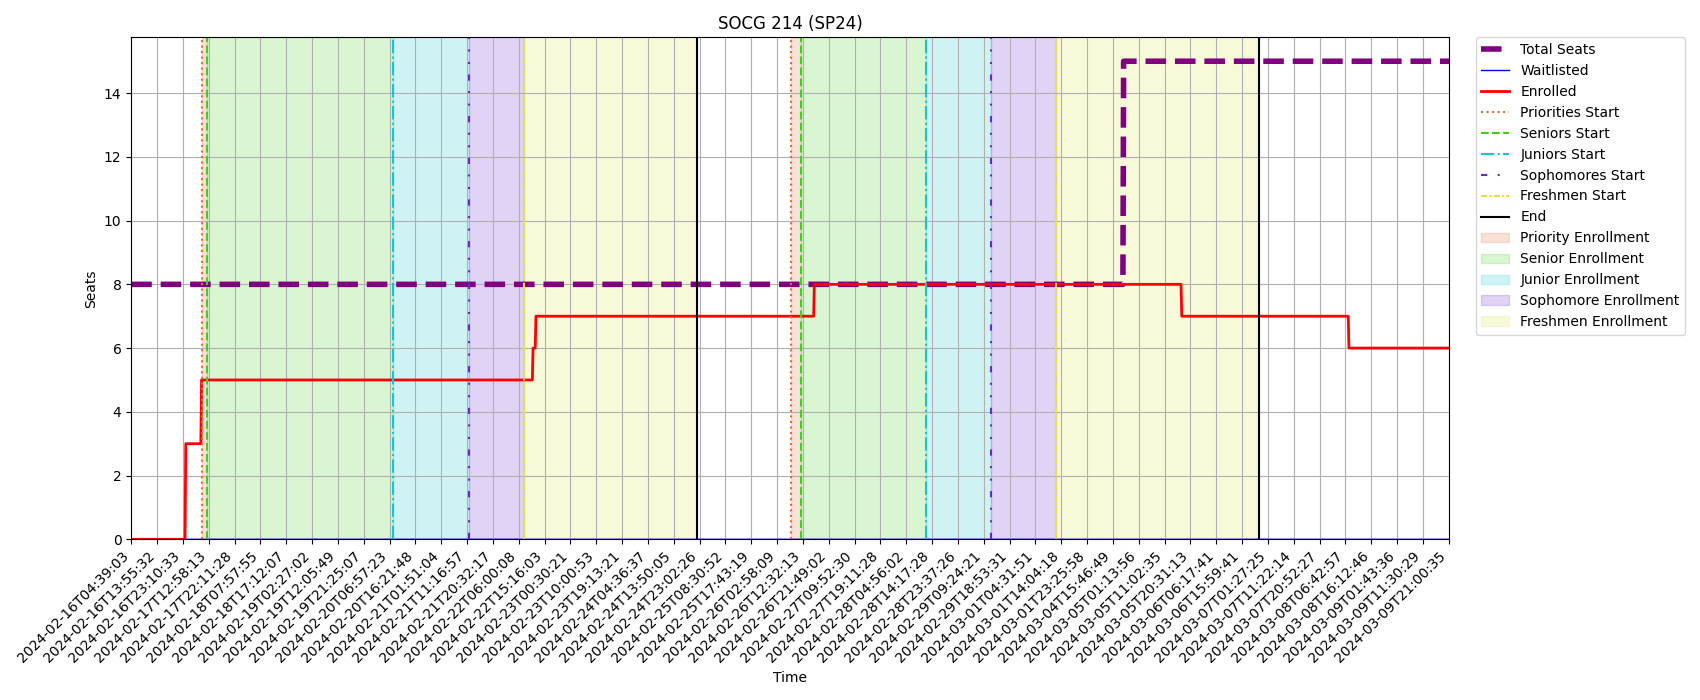 SOCG 214 (SP24)
Seats
14
12
10
8
6
4
2
0
2024-02-16T04:39:03
2024-02-16T13:55:32
2024-02-16T23:10:33
2024-02-17T12:58:13
2024-02-17T22:11:28
2024-02-18T07:57:55
2024-02-18T17:12:07
2024-02-19T02:27:02
2024-02-19T12:05:49
2024-02-19T21:25:07
2024-02-20T06:57:23
2024-02-20T16:21:48
2024-02-21T01:51:04
2024-02-21T11:16:57
2024-02-21T20:32:17
2024-02-22T06:00:08
2024-02-22T15:16:03
2024-02-23T00:30:21
2024-02-23T10:00:53
2024-02-23T19:13:21
2024-02-24T04:36:37
2024-02-24T13:50:05
2024-02-24T23:02:26
2024-02-25T08:30:52
2024-02-25T17:43:19
2024-02-26T02:58:09
2024-02-26T12:32:13
2024-02-26T21:49:02
2024-02-27T09:52:30
2024-02-27T19:11:28
2024-02-28T04:56:02
2024-02-28T14:17:28
2024-02-28T23:37:26
2024-02-29T09:24:21
2024-02-29T18:53:31
2024-03-01T04:31:51
2024-03-01T14:04:18
2024-03-01T23:25:58
2024-03-04T15:46:49
2024-03-05T01:13:56
2024-03-05T11:02:35
2024-03-05T20:31:13
2024-03-06T06:17:41
2024-03-06T15:59:41
2024-03-07T01:27:25
2024-03-07T11:22:14
2024-03-07T20:52:27
2024-03-08T06:42:57
2024-03-08T16:12:46
2024-03-09T01:43:36
2024-03-09T11:30:29
2024-03-09T21:00:35
Time
Total Seats
Waitlisted
Enrolled
Priorities Start
Seniors Start
Juniors Start
Sophomores Start
Freshmen Start
End
Priority Enrollment
Senior Enrollment
Junior Enrollment
Sophomore Enrollment
Freshmen Enrollment